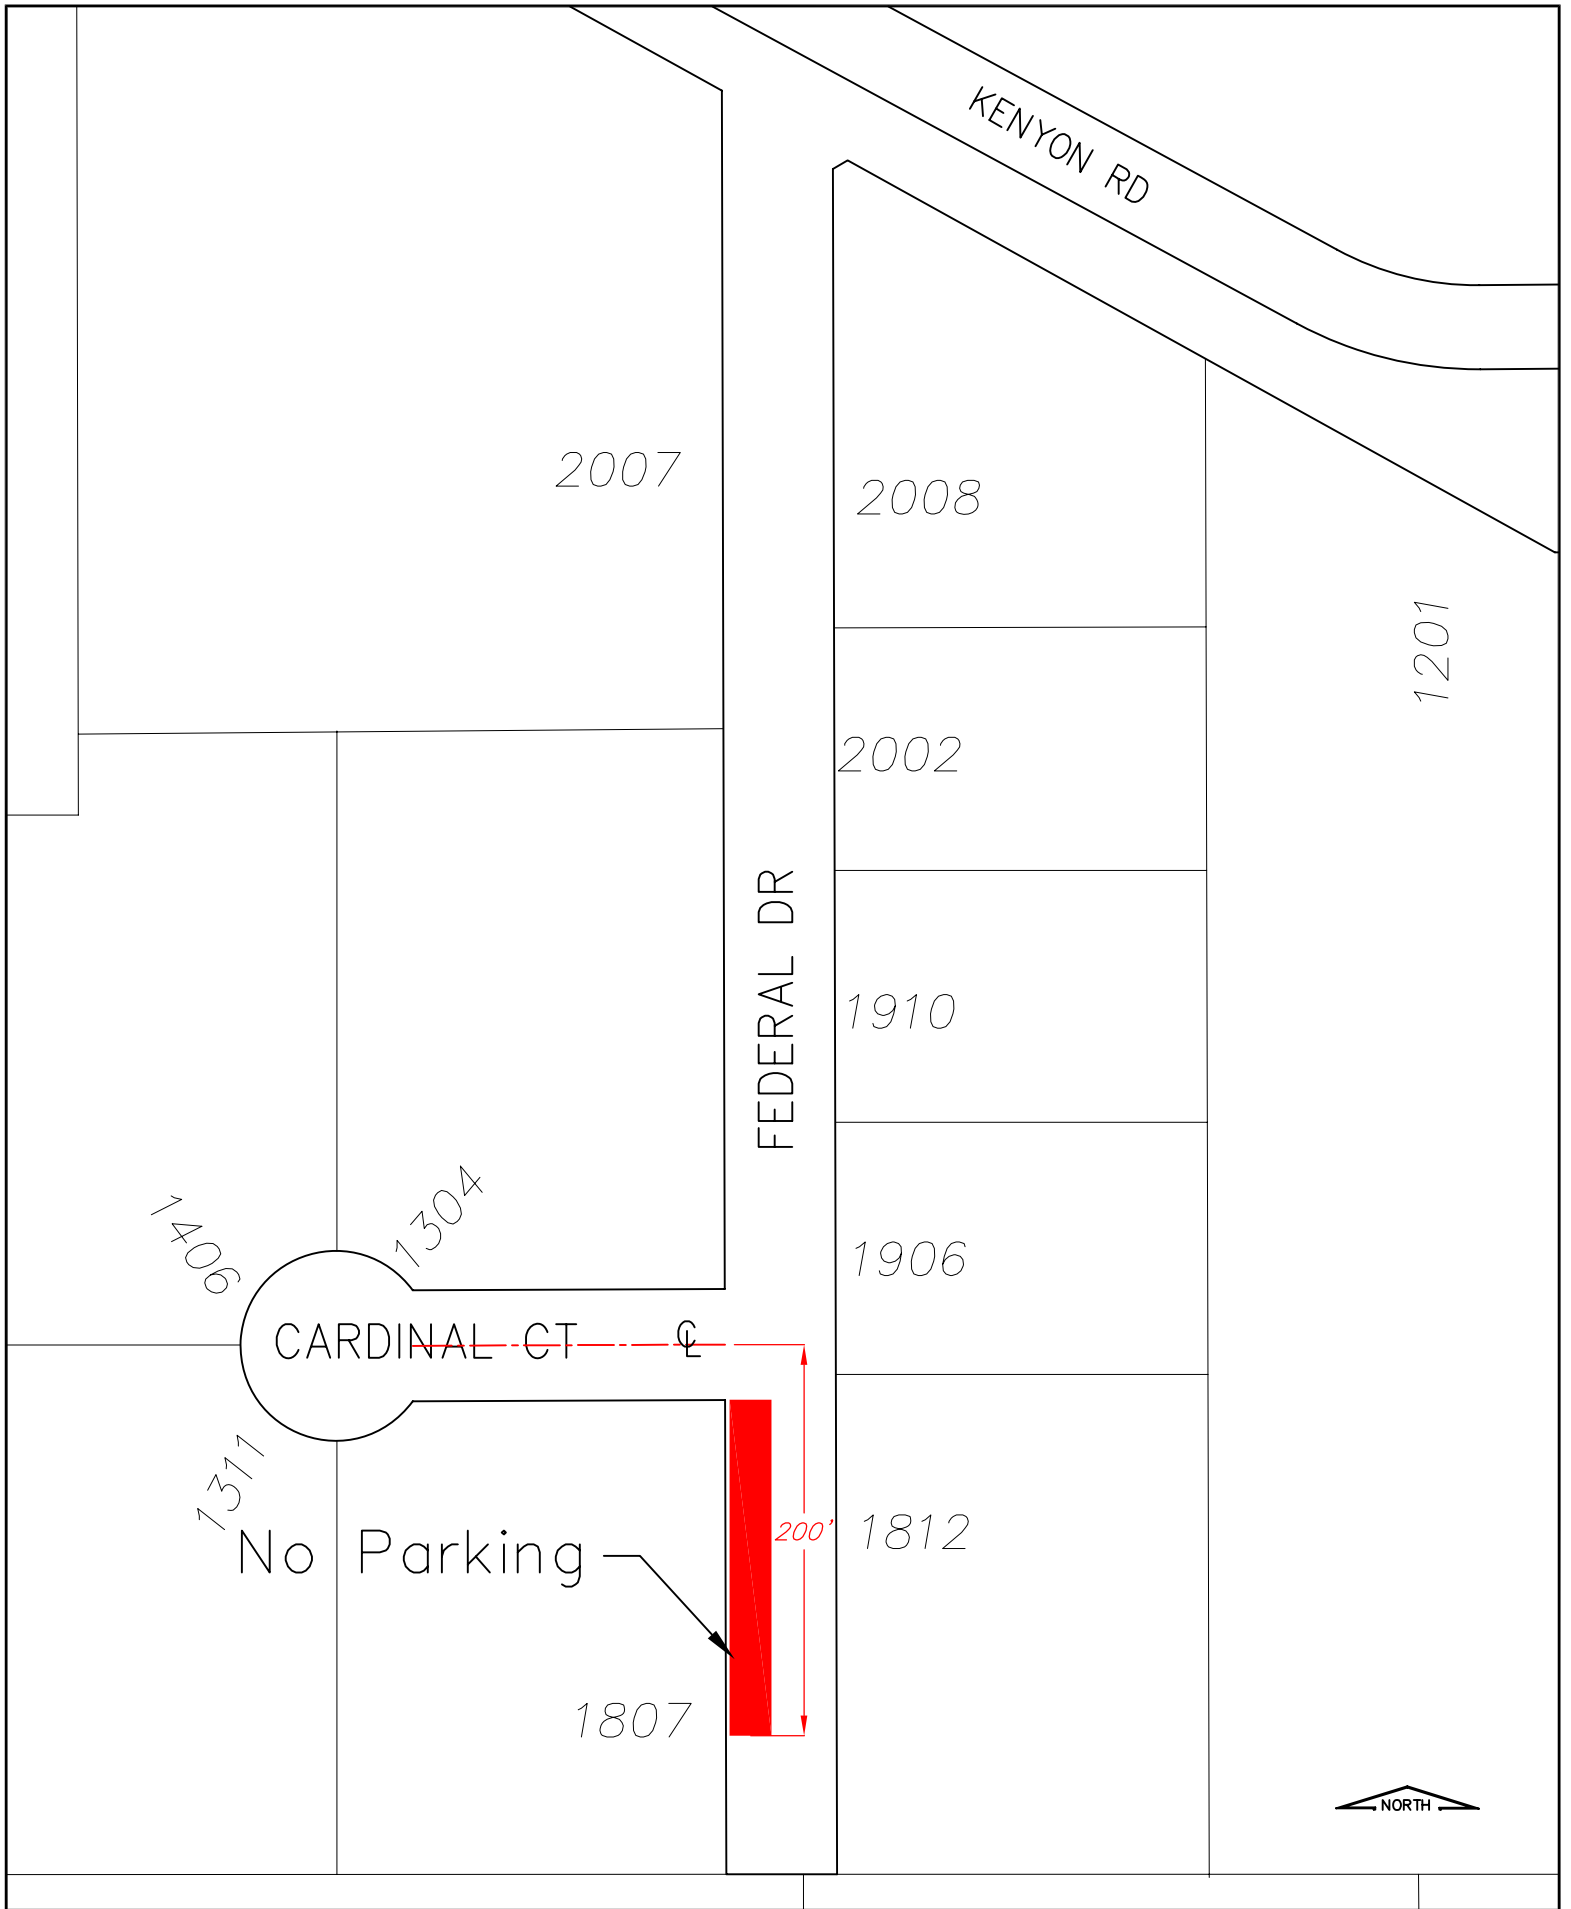 KENYON RD
2007
2008
1201
2002
FEDERAL DR
1910
1304
1406
1906
CARDINAL CT ℄
1311
No Parking
200'
1812
1807
NORTH